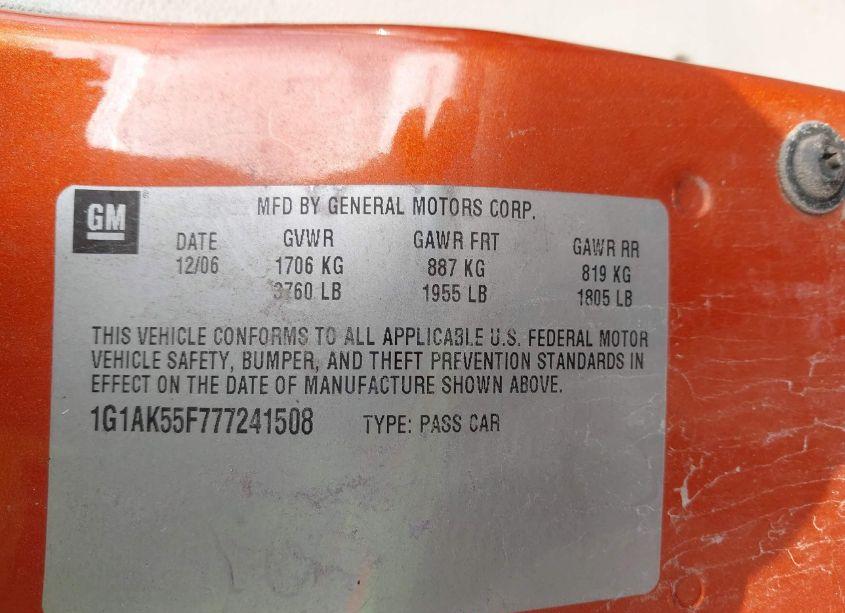 GM
MFD BY GENERAL MOTORS CORP.
DATE GVWR GAWR FRT GAWR RR
12/06 1706 KG 887 KG 819 KG
3760 LB 1955 LB 1805 LB
THIS VEHICLE CONFORMS TO ALL APPLICABLE U.S. FEDERAL MOTOR
VEHICLE SAFETY, BUMPER, AND THEFT PREVENTION STANDARDS IN
EFFECT ON THE DATE OF MANUFACTURE SHOWN ABOVE.
1G1AK55F777241508 TYPE: PASS CAR